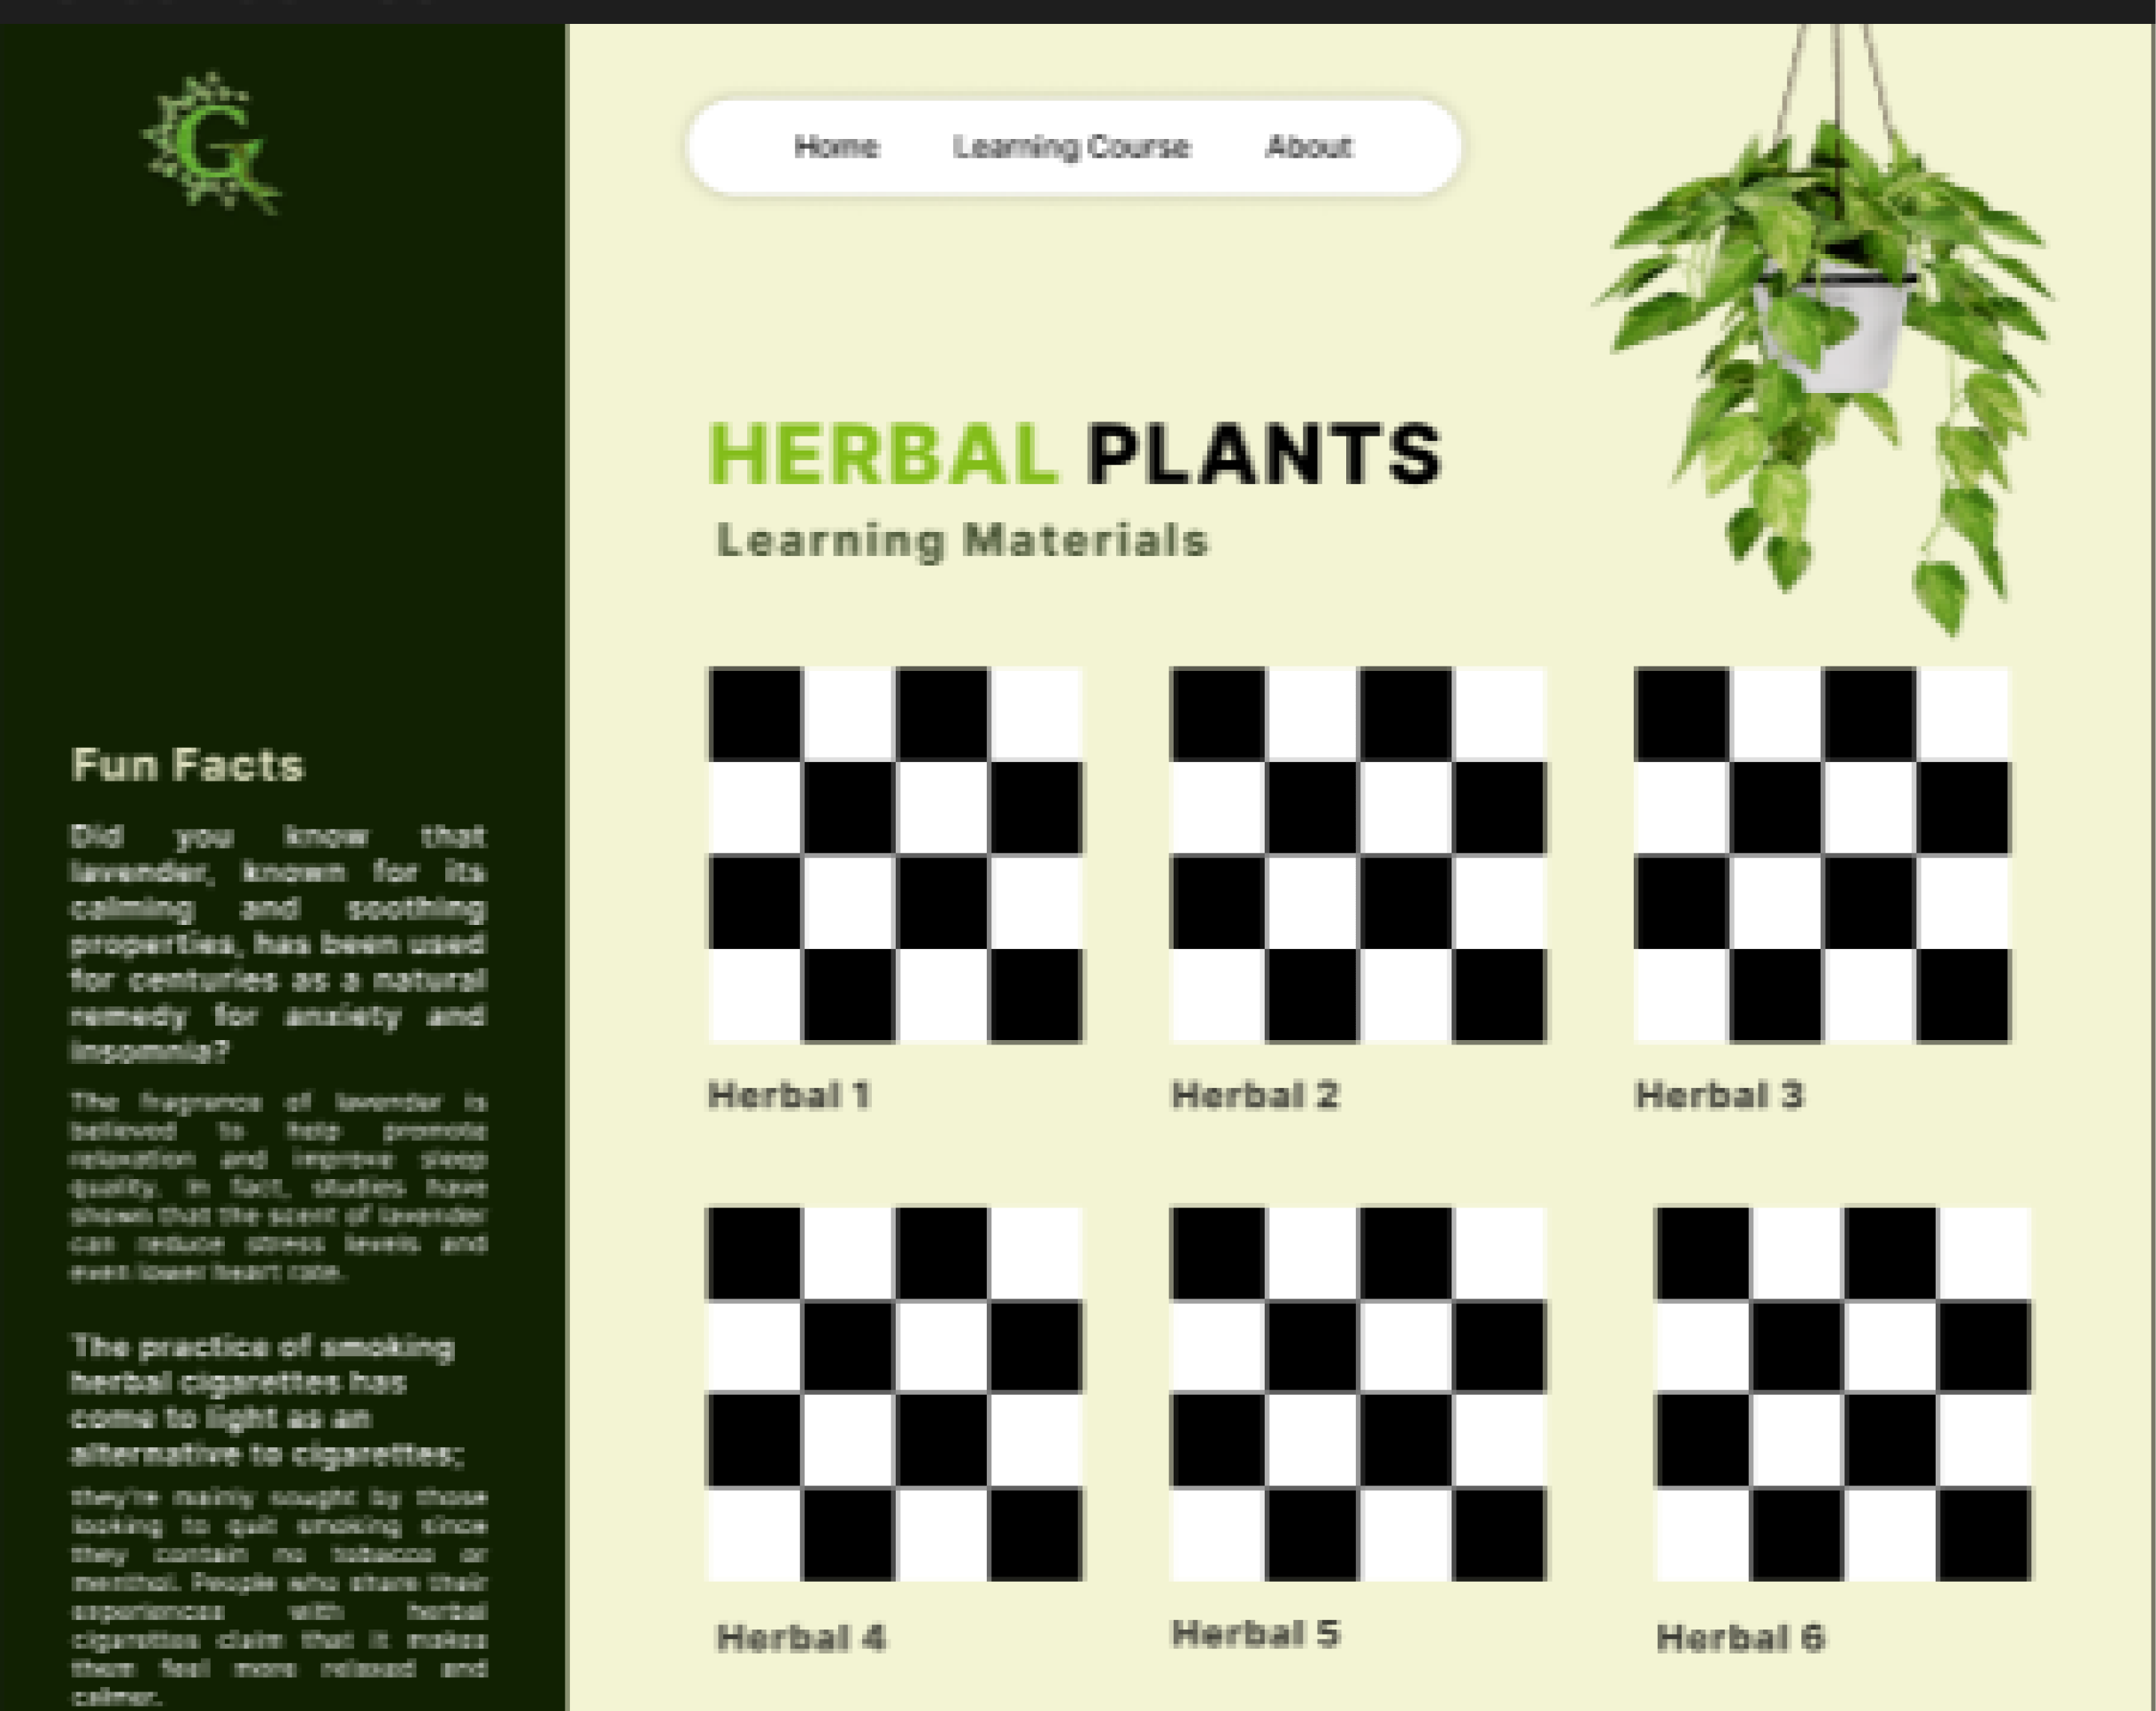 G
Home
Learning Course
About
HERBAL PLANTS
Learning Materials
Herbal 1
Herbal 2
Herbal 3
Herbal 4
Herbal 5
Herbal 6
Fun Facts
Did you know that
lavender, known for its
calming and soothing
properties, has been used
for centuries as a natural
remedy for anxiety and
insomnia?
The fragrance of lavender is
believed to help promote
relaxation and improve sleep
quality. In fact, studies have
shown that the scent of lavender
can reduce stress levels and
even lower heart rate.
The practice of smoking
herbal cigarettes has
come to light as an
alternative to cigarettes;
they're mainly sought by those
looking to quit smoking since
they contain no tobacco or
menthol. People who share their
experiences with herbal
cigarettes claim that it makes
them feel more relaxed and
calmer.